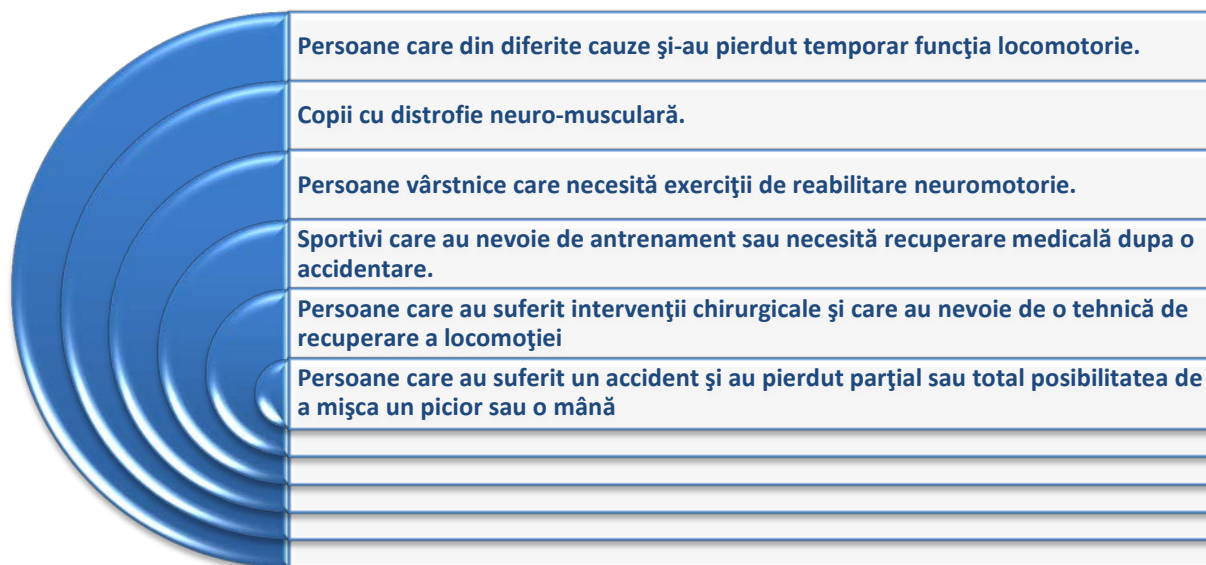 Persoane care din diferite cauze şi-au pierdut temporar funcţia locomotorie.
Copii cu distrofie neuro-musculară.
Persoane vârstnice care necesită exerciţii de reabilitare neuromotorie.
Sportivi care au nevoie de antrenament sau necesită recuperare medicală dupa o
accidentare.
Persoane care au suferit intervenţii chirurgicale şi care au nevoie de o tehnică de
recuperare a locomoţiei
Persoane care au suferit un accident şi au pierdut parţial sau total posibilitatea de
a mişca un picior sau o mână